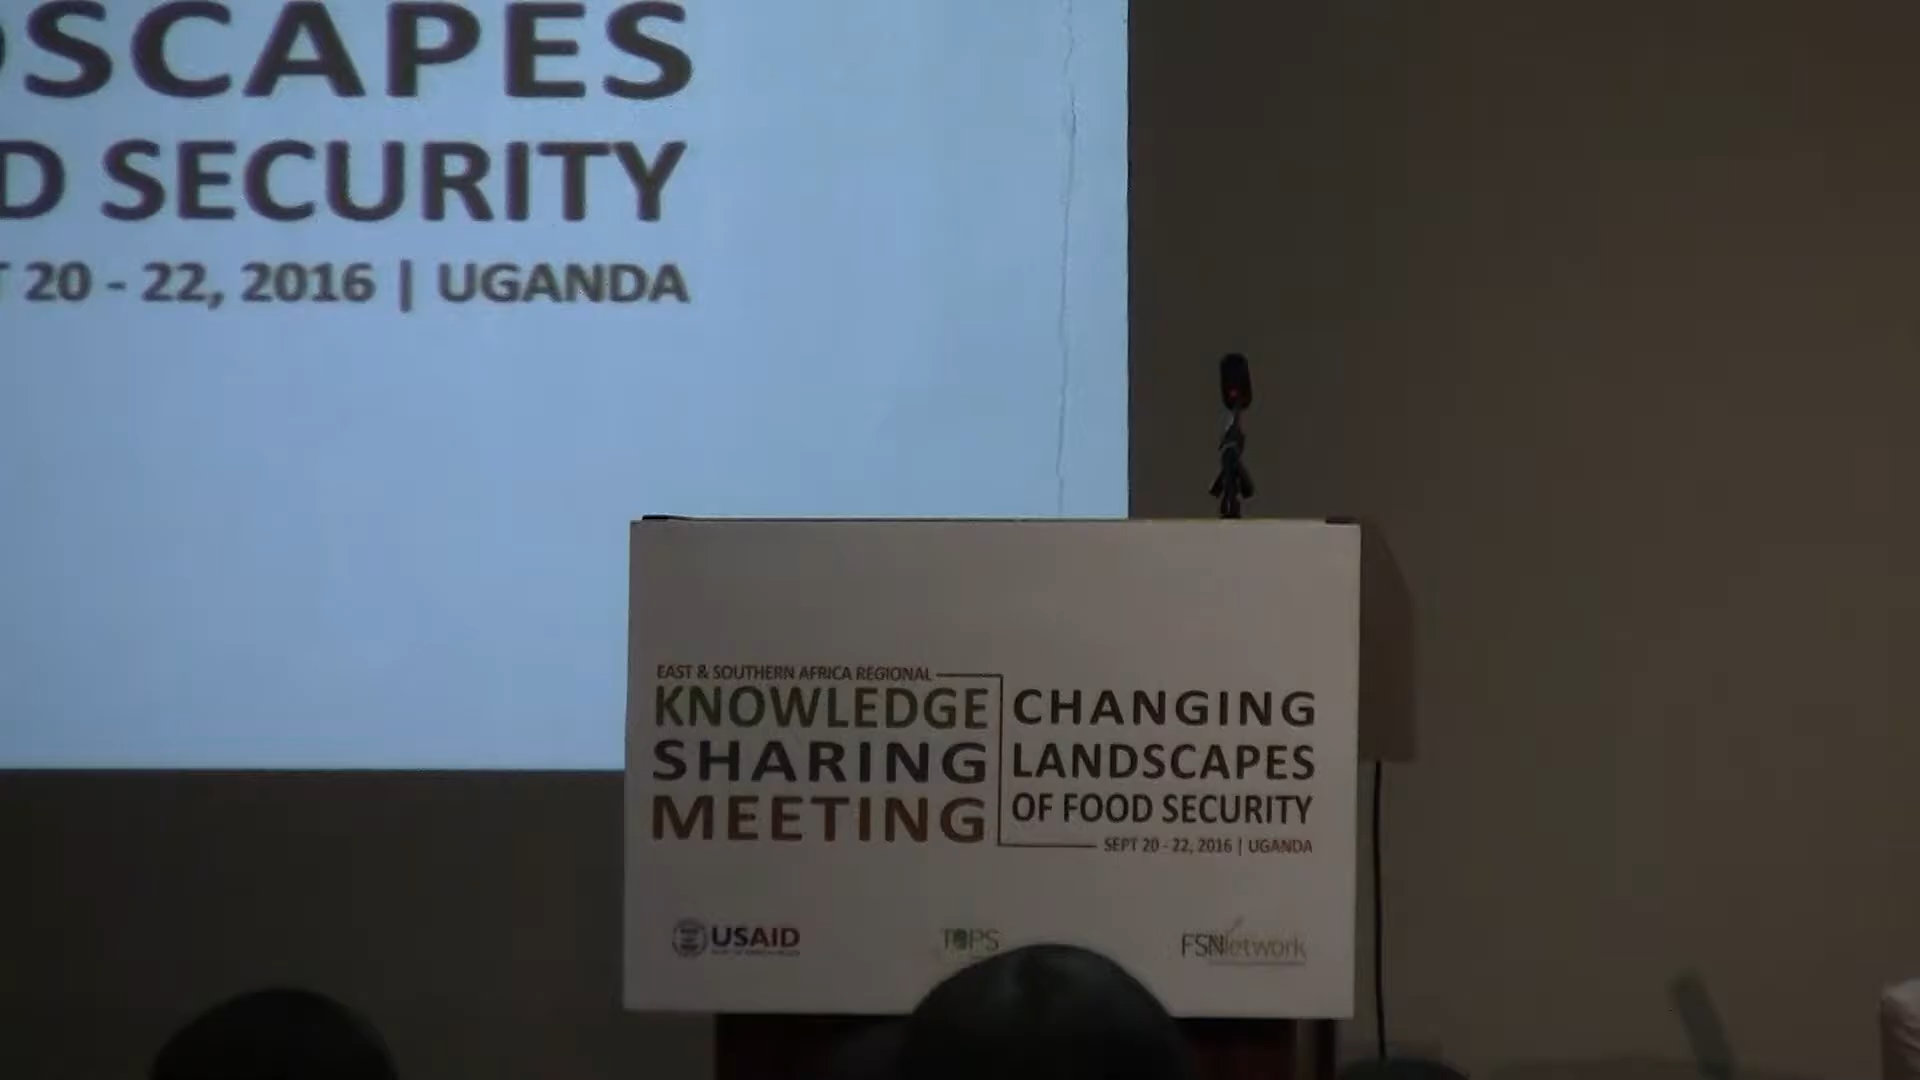 SCAPES
D SECURITY
T 20 - 22, 2016 | UGANDA
EAST & SOUTHERN AFRICA REGIONAL
KNOWLEDGE
SHARING
MEETING
CHANGING
LANDSCAPES
OF FOOD SECURITY
SEPT 20 - 22, 2016 | UGANDA
USAID
TOPS
FSNNetwork